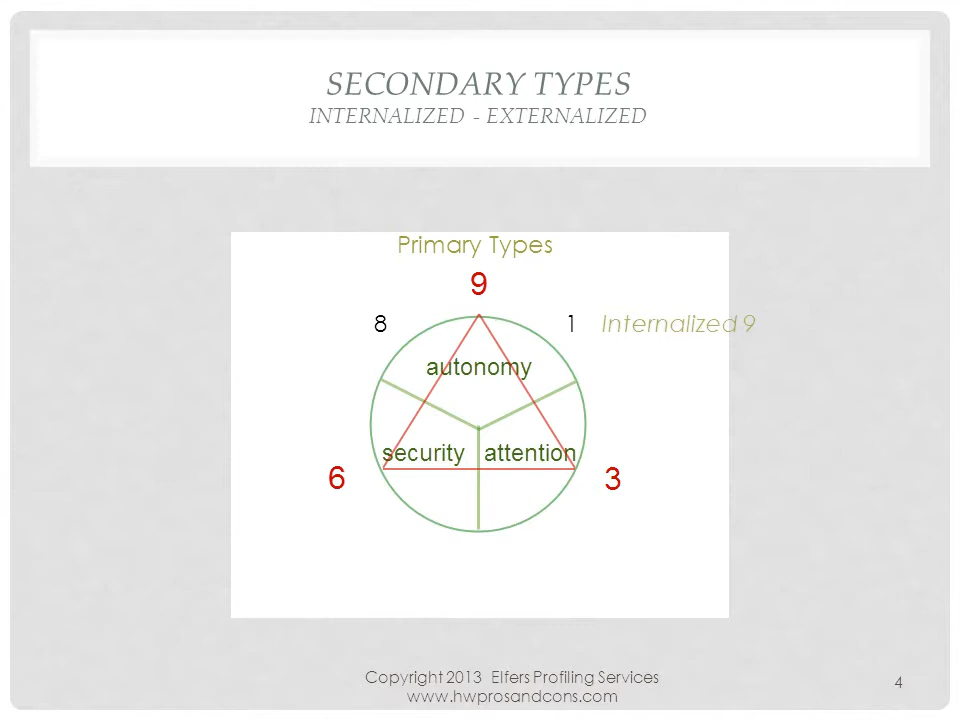 SECONDARY TYPES
INTERNALIZED - EXTERNALIZED
Primary Types
9
8 1 Internalized 9
autonomy
security attention
6 3
Copyright 2013 Elfers Profiling Services
www.hwprosandcons.com
4